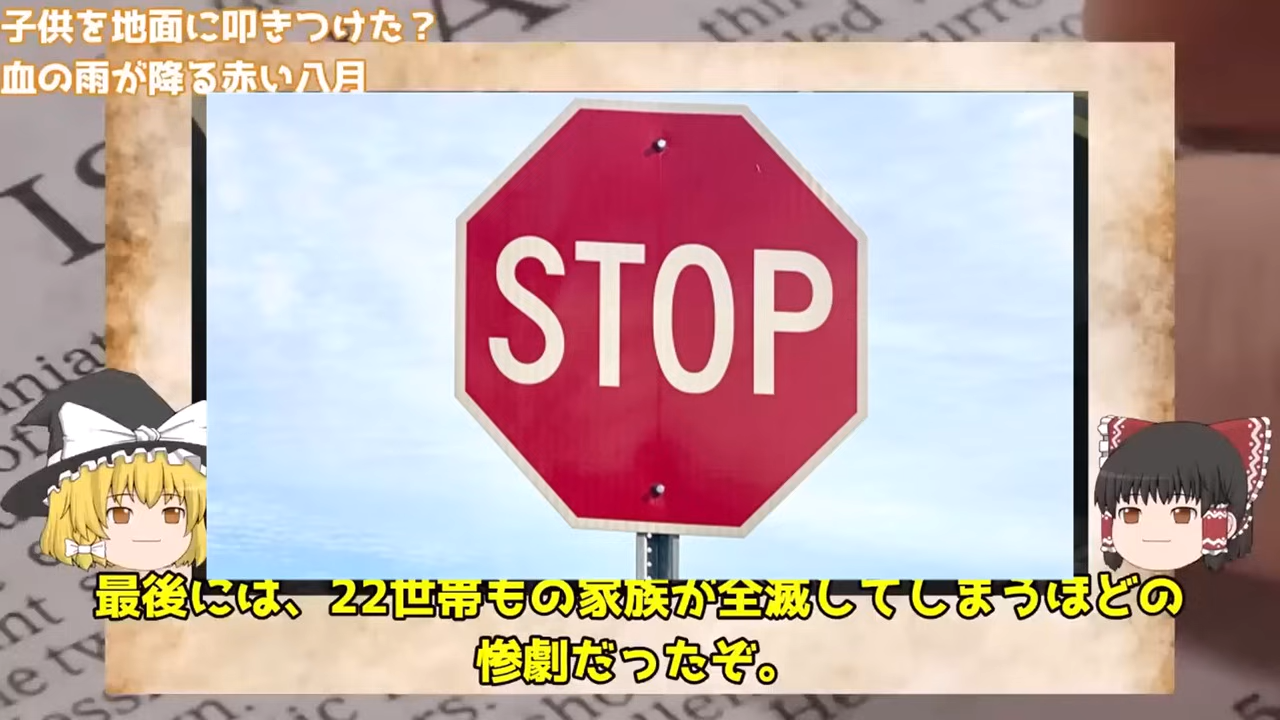 子供を地面に叩きつけた？
血の雨が降る赤い八月
STOP
最後には、22世帯もの家族が全滅してしまうほどの
惨劇だったぞ。